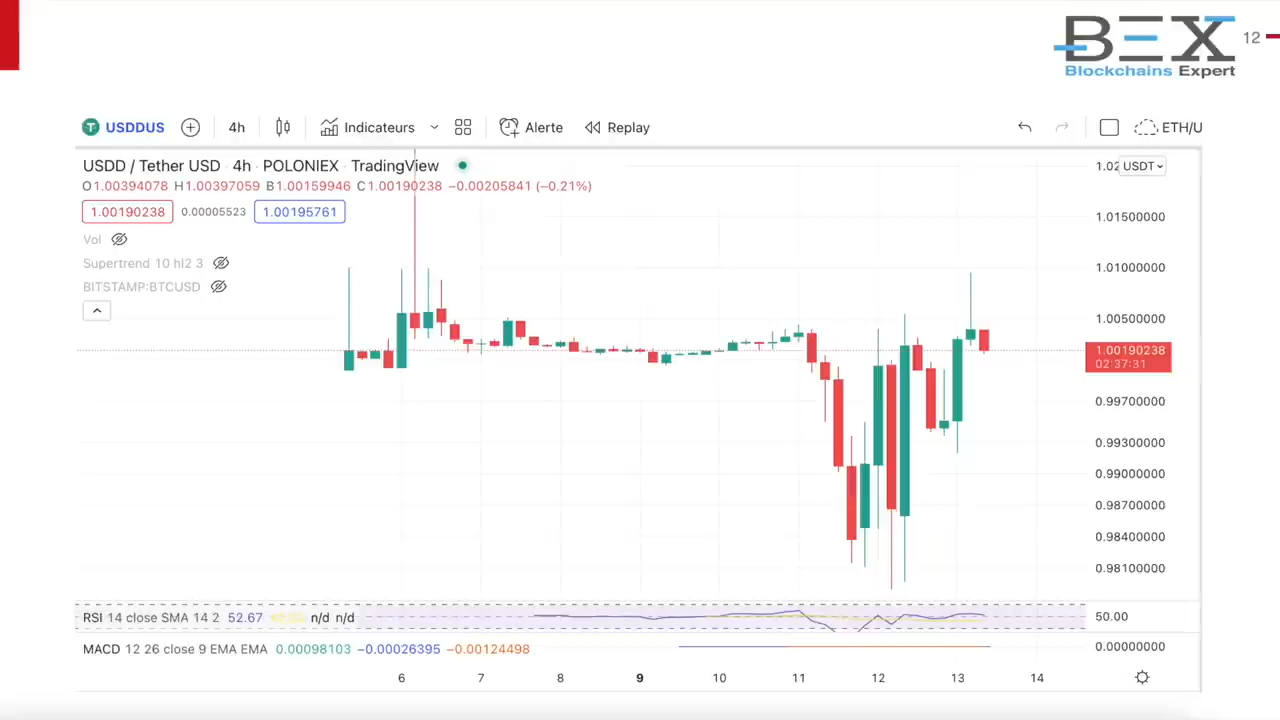 BEX
Blockchains Expert
12
USDDUS 4h Indicateurs Alerte Replay ETH/U
USDD / Tether USD · 4h · POLONIEX · TradingView
O1.00394078 H1.00397059 B1.00159946 C1.00190238 −0.00205841 (−0.21%)
1.00190238 0.00005523 1.00195761
Vol
Supertrend 10 hl2 3
BITSTAMP:BTCUSD
1.02 USDT
1.01500000
1.01000000
1.00500000
1.00190238
02:37:31
0.99700000
0.99300000
0.99000000
0.98700000
0.98400000
0.98100000
RSI 14 close SMA 14 2 52.67 n/d n/d
50.00
MACD 12 26 close 9 EMA EMA 0.00098103 −0.00026395 −0.00124498
0.00000000
6 7 8 9 10 11 12 13 14